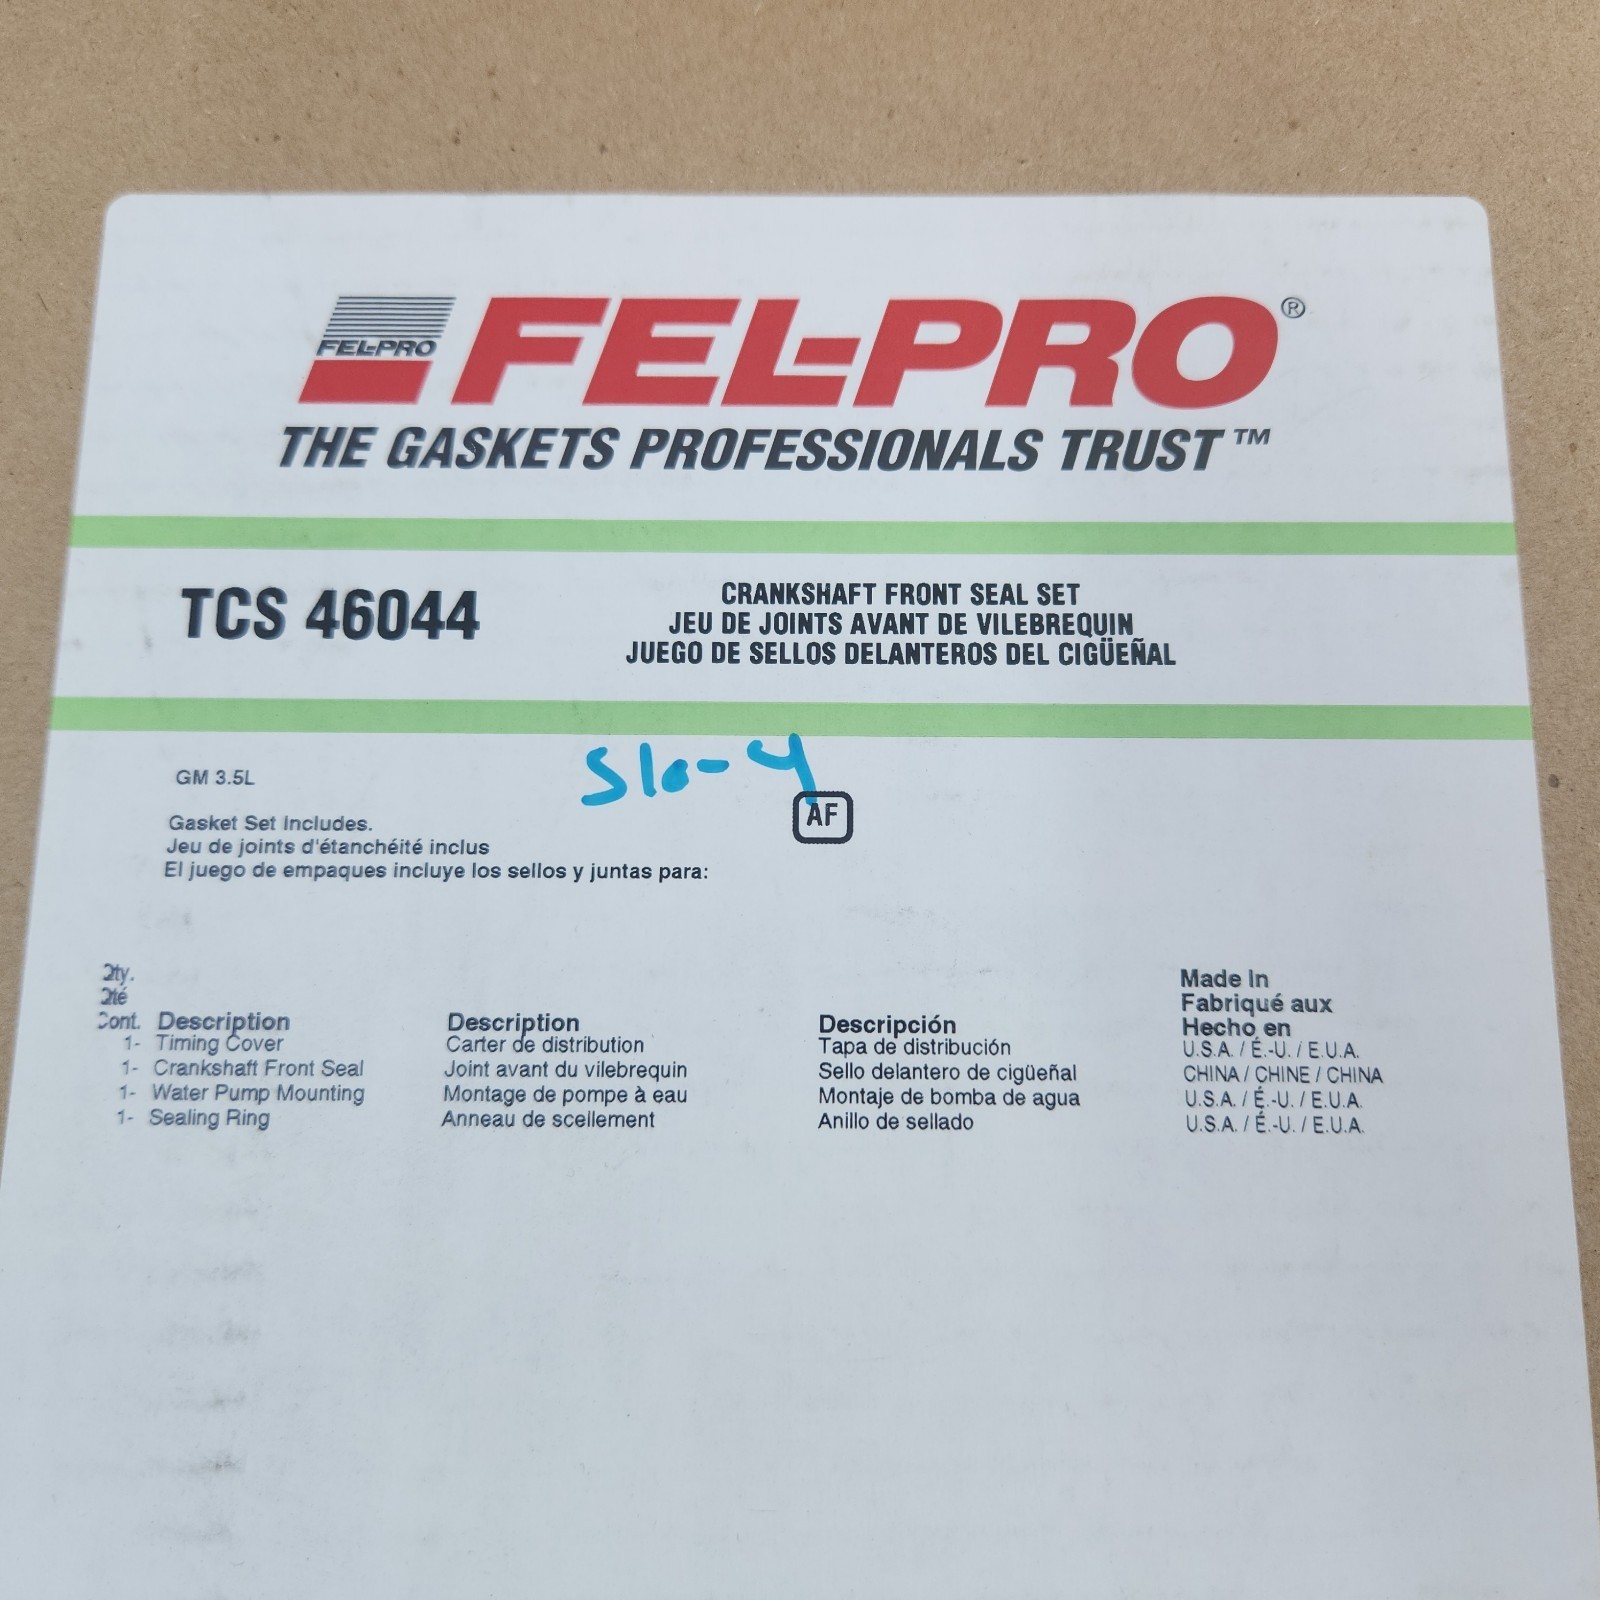 FEL-PRO
FEL-PRO®
THE GASKETS PROFESSIONALS TRUST™
TCS 46044
CRANKSHAFT FRONT SEAL SET
JEU DE JOINTS AVANT DE VILEBREQUIN
JUEGO DE SELLOS DELANTEROS DEL CIGÜEÑAL
GM 3.5L
AF
Gasket Set Includes.
Jeu de joints d'étanchéité inclus
El juego de empaques incluye los sellos y juntas para:
Qty.
Qté
Cont. Description Description Descripción Made In Fabriqué aux Hecho en
1- Timing Cover Carter de distribution Tapa de distribución U.S.A. / É.-U. / E.U.A.
1- Crankshaft Front Seal Joint avant du vilebrequin Sello delantero de cigüeñal CHINA / CHINE / CHINA
1- Water Pump Mounting Montage de pompe à eau Montaje de bomba de agua U.S.A. / É.-U. / E.U.A.
1- Sealing Ring Anneau de scellement Anillo de sellado U.S.A. / É.-U. / E.U.A.